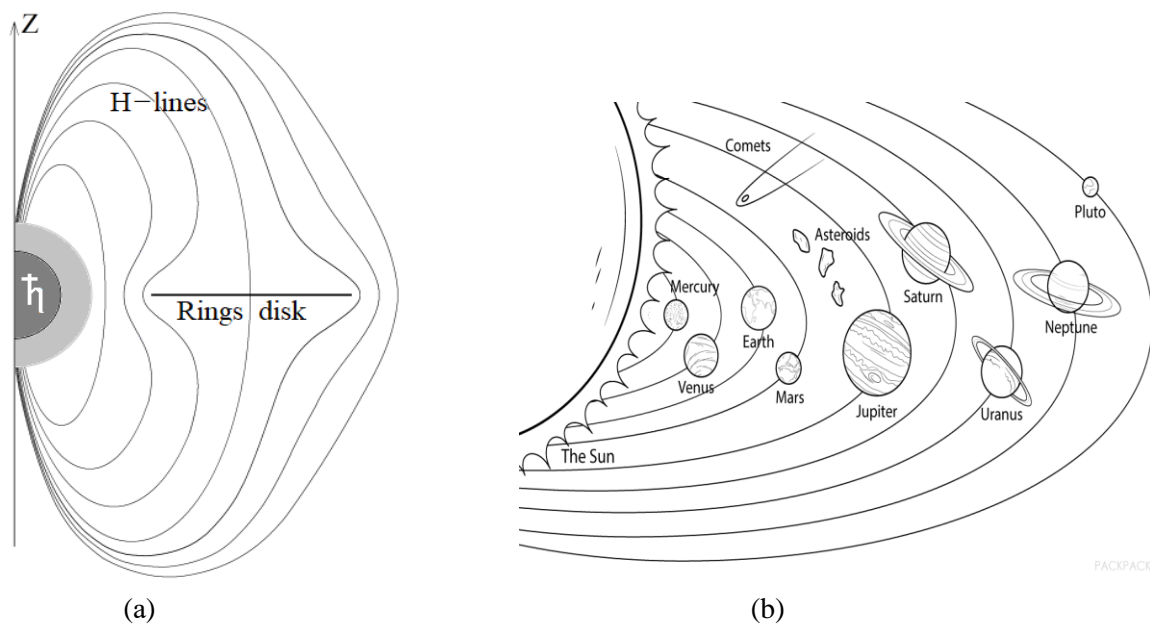 Z
H−lines
♄
Rings disk
(a)
Comets
Pluto
Asteroids
Saturn
Mercury
Neptune
Earth
Venus
Mars
Jupiter
Uranus
The Sun
PACKPACK
(b)